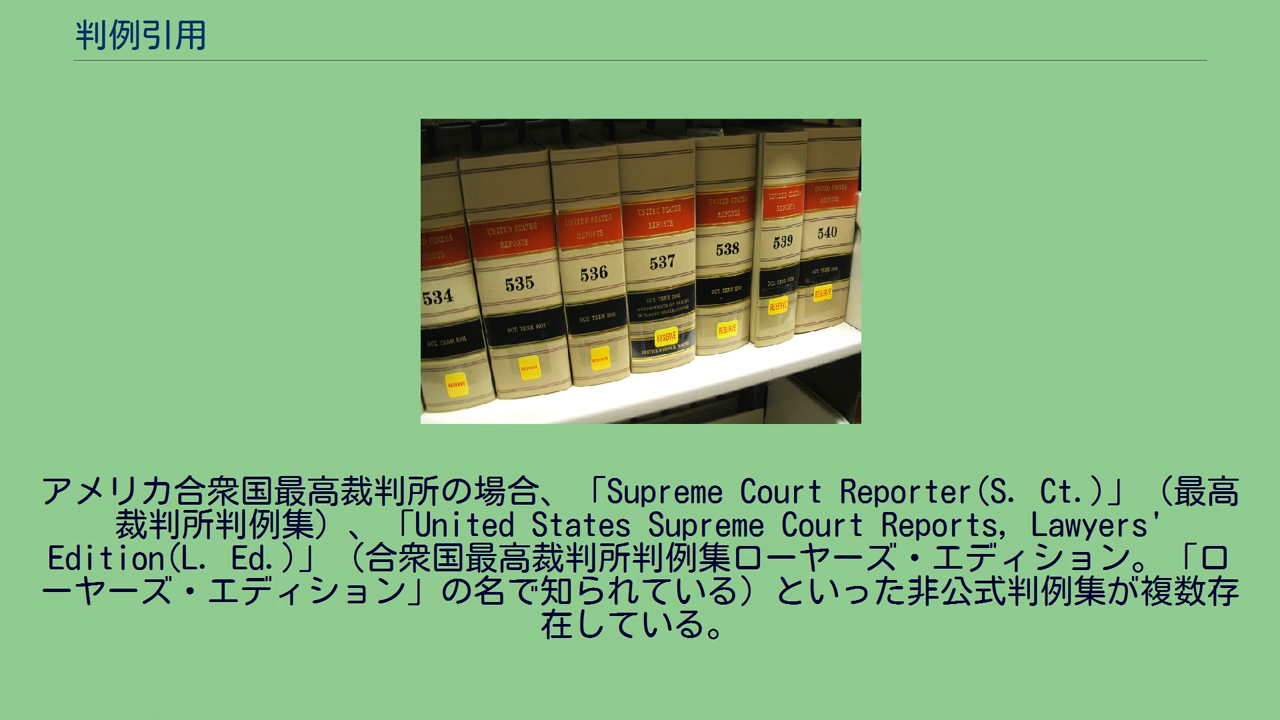 判例引用
UNITED STATES
REPORTS
534
535
536
537
538
539
540
OCT. TERM
RESERVE
アメリカ合衆国最高裁判所の場合、「Supreme Court Reporter(S. Ct.)」（最高
裁判所判例集）、「United States Supreme Court Reports, Lawyers'
Edition(L. Ed.)」（合衆国最高裁判所判例集ローヤーズ・エディション。「ロ
ーヤーズ・エディション」の名で知られている）といった非公式判例集が複数存
在している。